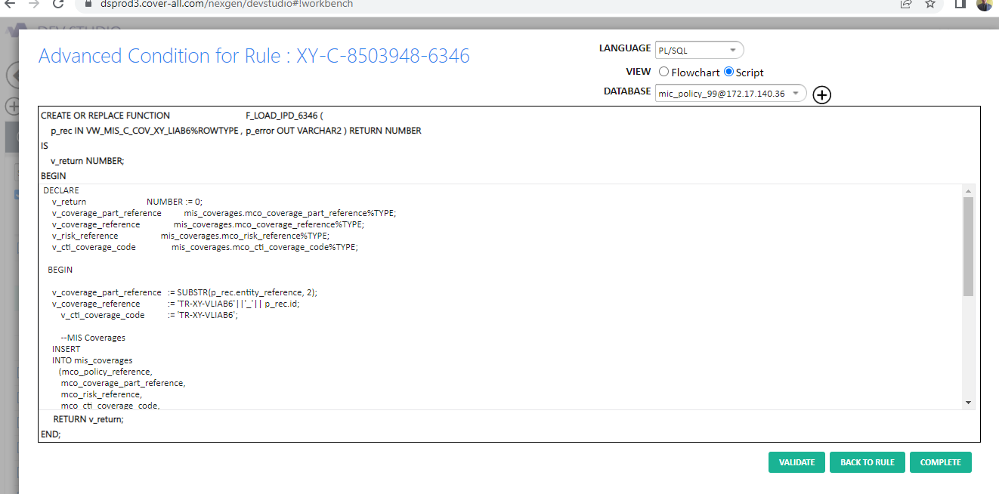 dsprod3.cover-all.com/nexgen/devstudio#!workbench
DEV STUDIO
Advanced Condition for Rule : XY-C-8503948-6346
LANGUAGE PL/SQL
VIEW Flowchart Script
DATABASE mic_policy_99@172.17.140.36
CREATE OR REPLACE FUNCTION F_LOAD_IPD_6346 (
p_rec IN VW_MIS_C_COV_XY_LIAB6%ROWTYPE , p_error OUT VARCHAR2 ) RETURN NUMBER
IS
v_return NUMBER;
BEGIN
DECLARE
v_return NUMBER := 0;
v_coverage_part_reference mis_coverages.mco_coverage_part_reference%TYPE;
v_coverage_reference mis_coverages.mco_coverage_reference%TYPE;
v_risk_reference mis_coverages.mco_risk_reference%TYPE;
v_cti_coverage_code mis_coverages.mco_cti_coverage_code%TYPE;
BEGIN
v_coverage_part_reference := SUBSTR(p_rec.entity_reference, 2);
v_coverage_reference := 'TR-XY-VLIAB6'||'_'|| p_rec.id;
v_cti_coverage_code := 'TR-XY-VLIAB6';
--MIS Coverages
INSERT
INTO mis_coverages
(mco_policy_reference,
mco_coverage_part_reference,
mco_risk_reference,
mco_cti_coverage_code,
RETURN v_return;
END;
VALIDATE BACK TO RULE COMPLETE